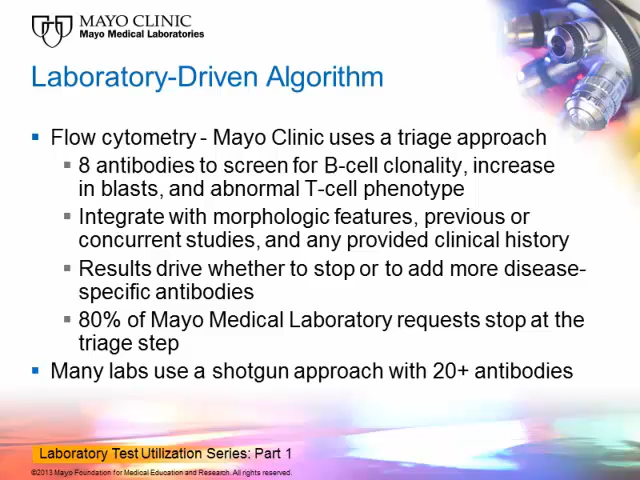 MAYO CLINIC
Mayo Medical Laboratories
Laboratory-Driven Algorithm
Flow cytometry - Mayo Clinic uses a triage approach
8 antibodies to screen for B-cell clonality, increase
in blasts, and abnormal T-cell phenotype
Integrate with morphologic features, previous or
concurrent studies, and any provided clinical history
Results drive whether to stop or to add more disease-
specific antibodies
80% of Mayo Medical Laboratory requests stop at the
triage step
Many labs use a shotgun approach with 20+ antibodies
Laboratory Test Utilization Series: Part 1
©2013 Mayo Foundation for Medical Education and Research. All rights reserved.